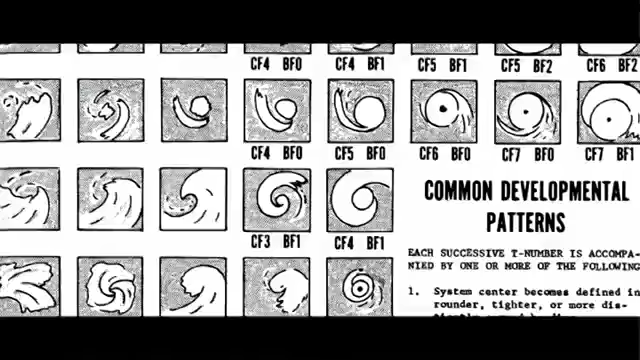 CF4 BF0 CF4 BF1 CF5 BF1 CF5 BF2 CF6 BF2
CF4 BF0 CF5 BF0 CF6 BF0 CF7 BF0 CF7 BF1
COMMON DEVELOPMENTAL
PATTERNS
CF3 BF1 CF4 BF1
EACH SUCCESSIVE T-NUMBER IS ACCOMPA-
NIED BY ONE OR MORE OF THE FOLLOWING
1. System center becomes defined in
rounder, tighter, or more dis-